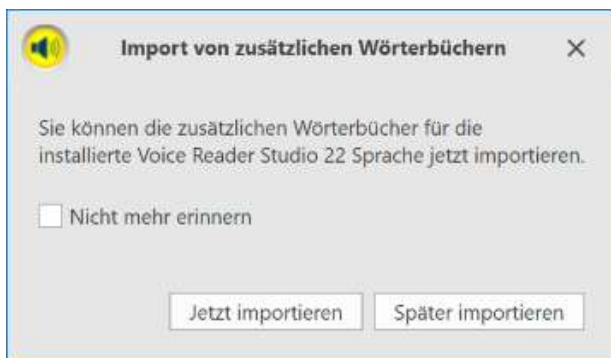 Import von zusätzlichen Wörterbüchern
Sie können die zusätzlichen Wörterbücher für die
installierte Voice Reader Studio 22 Sprache jetzt importieren.
Nicht mehr erinnern
Jetzt importieren Später importieren